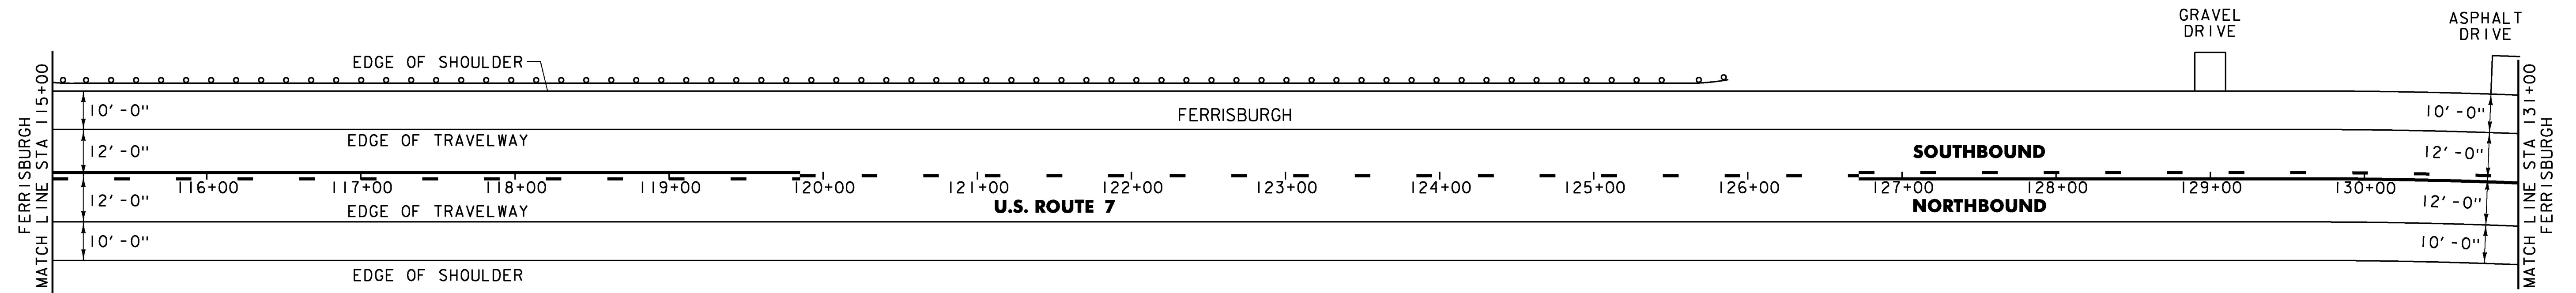 GRAVEL
DRIVE
ASPHALT
DRIVE
EDGE OF SHOULDER
FERRISBURGH
MATCH LINE STA 115+00
10'-0"
FERRISBURGH
10'-0"
EDGE OF TRAVELWAY
12'-0"
SOUTHBOUND
12'-0"
116+00 117+00 118+00 119+00 120+00 121+00 122+00 123+00 124+00 125+00 126+00 127+00 128+00 129+00 130+00
12'-0"
EDGE OF TRAVELWAY
U.S. ROUTE 7
NORTHBOUND
12'-0"
10'-0"
10'-0"
EDGE OF SHOULDER
MATCH LINE STA 131+00
FERRISBURGH